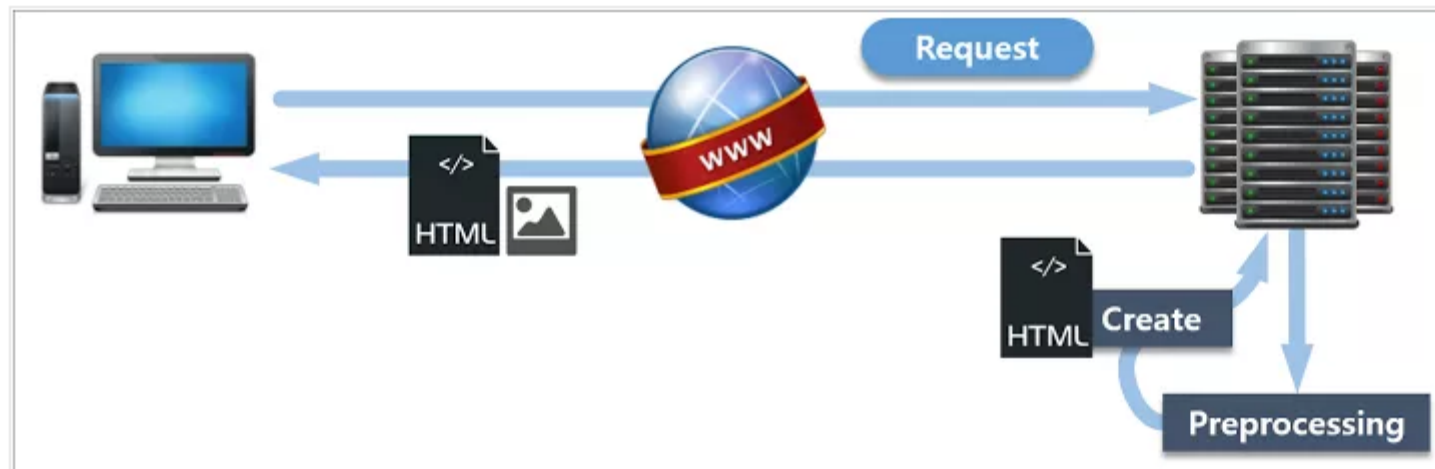 Request
WWW
</>
HTML
</>
HTML
Create
Preprocessing